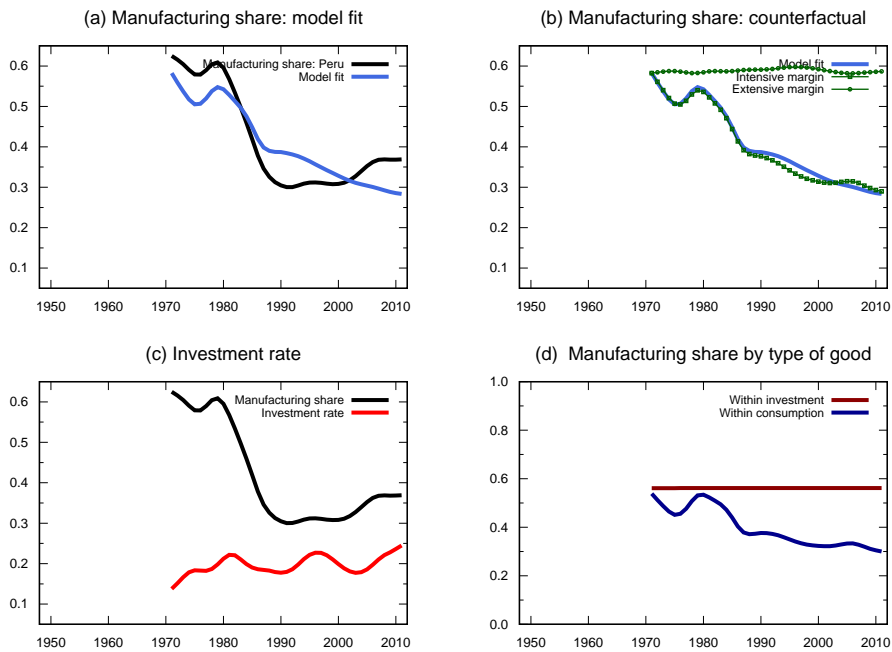 (a) Manufacturing share: model fit
0.6
0.5
0.4
0.3
0.2
0.1
Manufacturing share: Peru
Model fit
1950 1960 1970 1980 1990 2000 2010
(b) Manufacturing share: counterfactual
0.6
0.5
0.4
0.3
0.2
0.1
Model fit
Intensive margin
Extensive margin
1950 1960 1970 1980 1990 2000 2010
(c) Investment rate
0.6
0.5
0.4
0.3
0.2
0.1
Manufacturing share
Investment rate
1950 1960 1970 1980 1990 2000 2010
(d) Manufacturing share by type of good
1.0
0.8
0.6
0.4
0.2
0.0
Within investment
Within consumption
1950 1960 1970 1980 1990 2000 2010